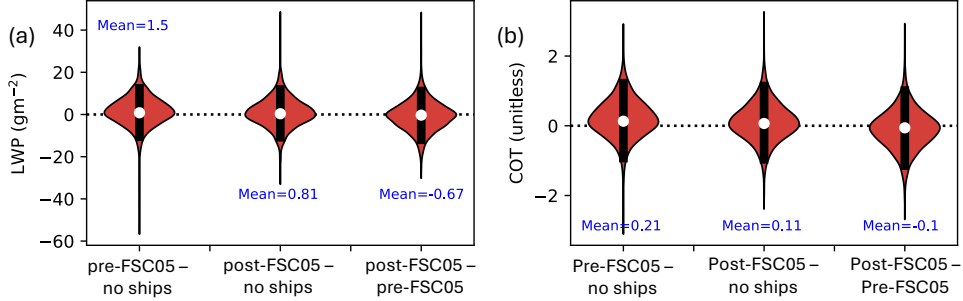 (a)
LWP (gm⁻²)
40
20
0
−20
−40
−60
Mean=1.5
Mean=0.81
Mean=-0.67
pre-FSC05 –
no ships
post-FSC05 –
no ships
post-FSC05 –
pre-FSC05
(b)
COT (unitless)
2
0
−2
Mean=0.21
Mean=0.11
Mean=-0.1
Pre-FSC05 –
no ships
Post-FSC05 –
no ships
Post-FSC05 –
Pre-FSC05